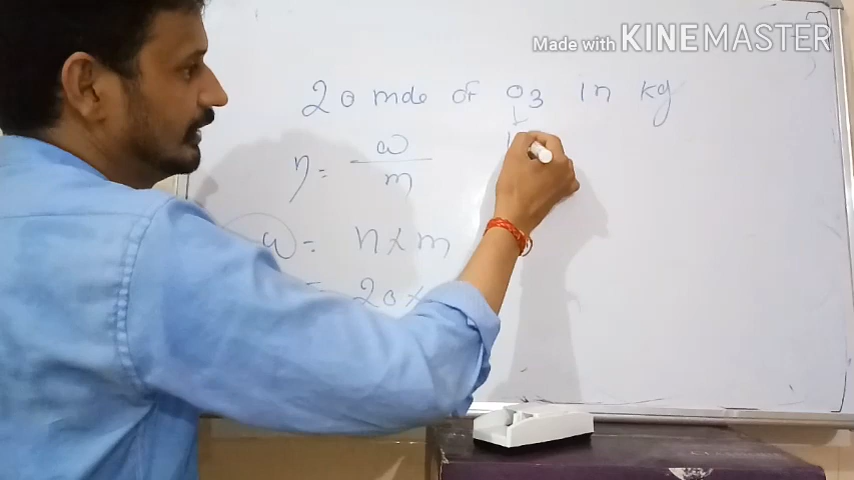 Made with KINEMASTER
20 mole of O3 in kg
↓
n = w
m
w = n × m
= 20 ×